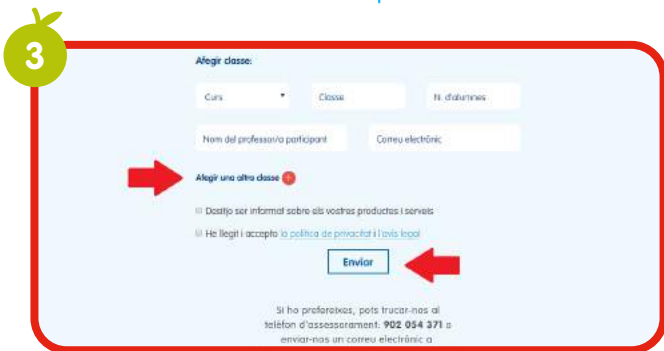 3
Afegir classe:
Curs Classe N. d'alumnes
Nom del professor/a participant Correu electrònic
Afegir una altra classe
Desitjo ser informat sobre els vostres productes i serveis
He llegit i accepto la política de privacitat i l'avís legal
Enviar
Si ho prefereixes, pots trucar-nos al
telèfon d'assessorament: 902 054 371 o
enviar-nos un correu electrònic a